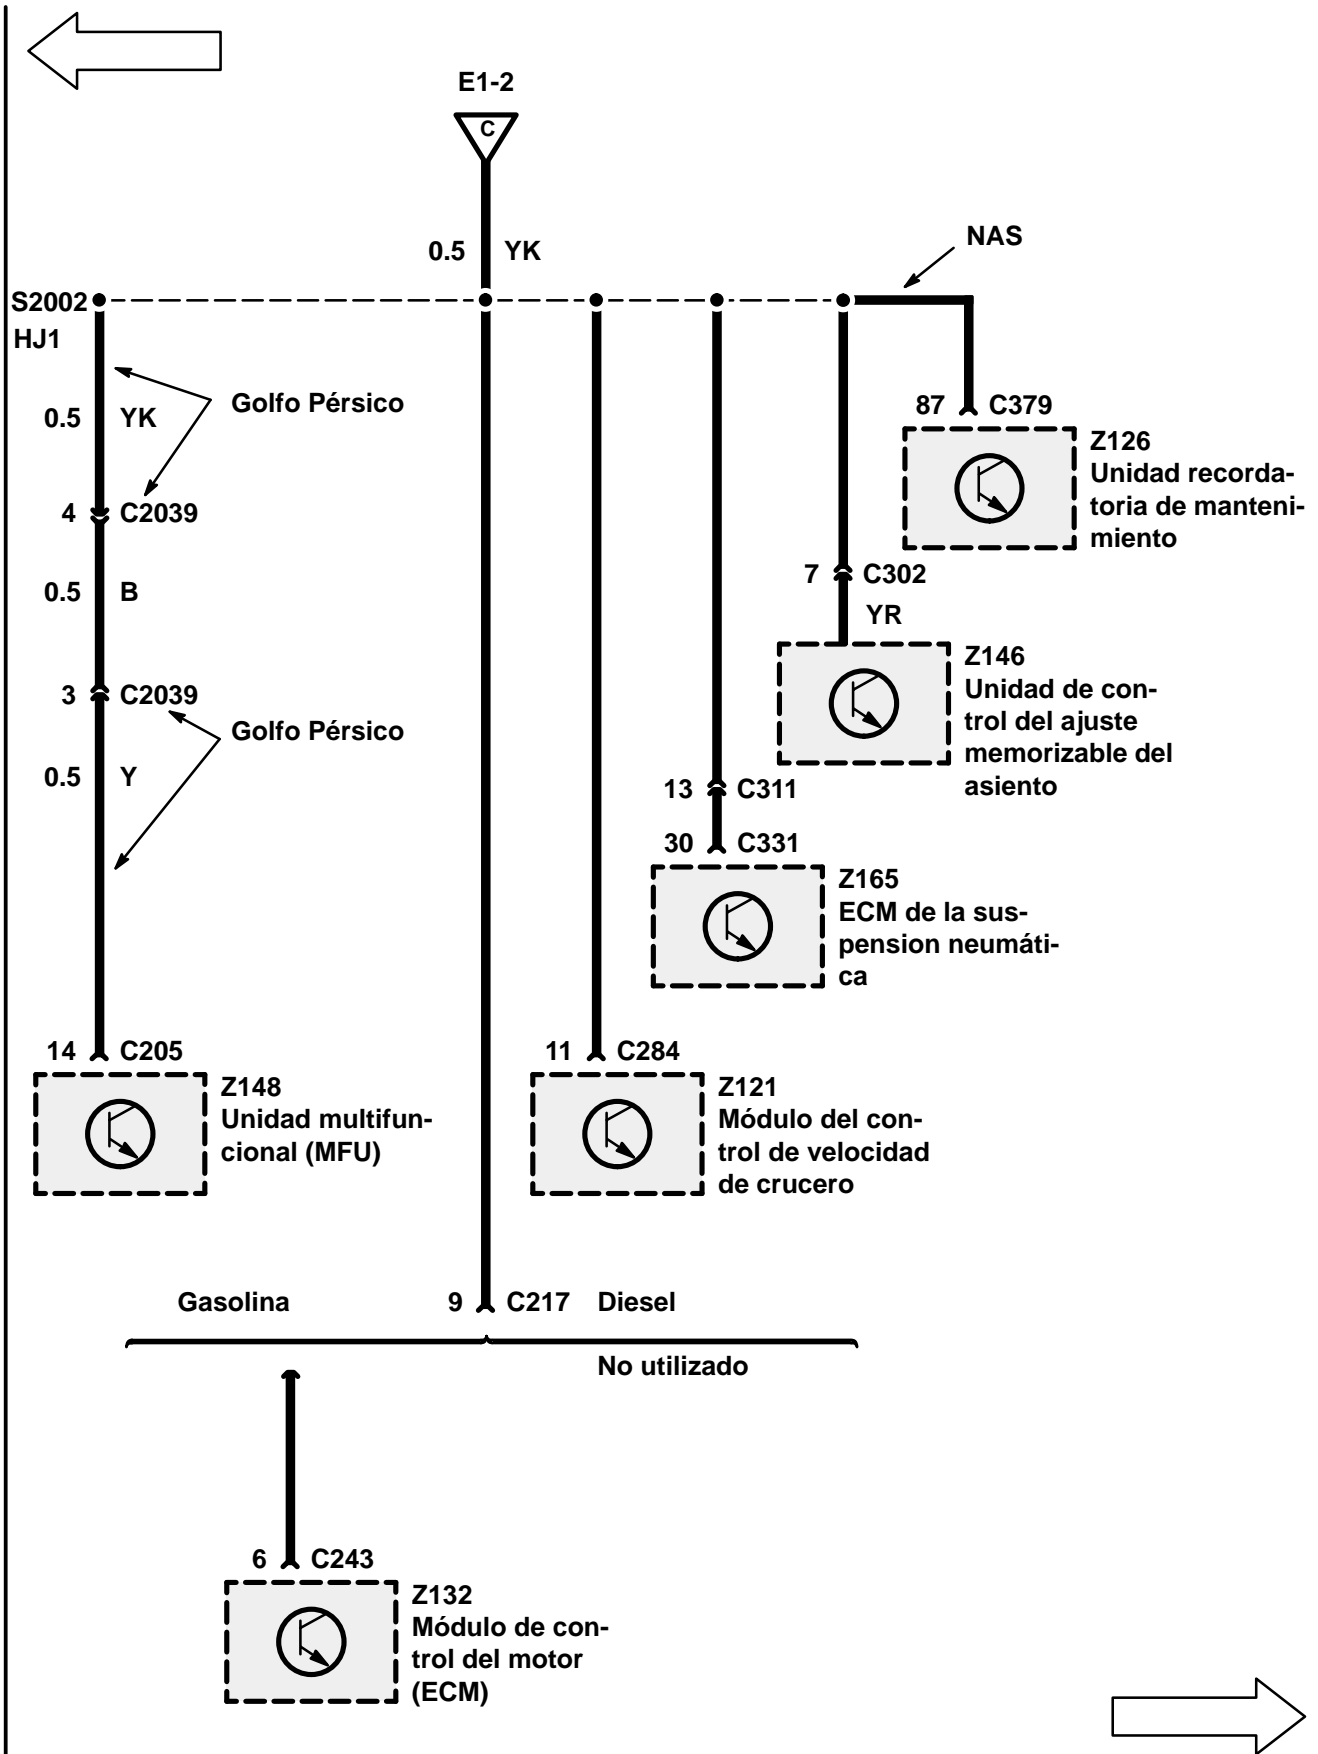 E1-2
C
0.5 YK
NAS
S2002
HJ1
Golfo Pérsico
0.5 YK
87 C379
Z126
Unidad recorda-
toria de manteni-
miento
4 C2039
7 C302
0.5 B
YR
Z146
Unidad de con-
trol del ajuste
memorizable del
asiento
3 C2039
Golfo Pérsico
0.5 Y
13 C311
30 C331
Z165
ECM de la sus-
pension neumáti-
ca
14 C205
Z148
Unidad multifun-
cional (MFU)
11 C284
Z121
Módulo del con-
trol de velocidad
de crucero
Gasolina 9 C217 Diesel
No utilizado
6 C243
Z132
Módulo de con-
trol del motor
(ECM)